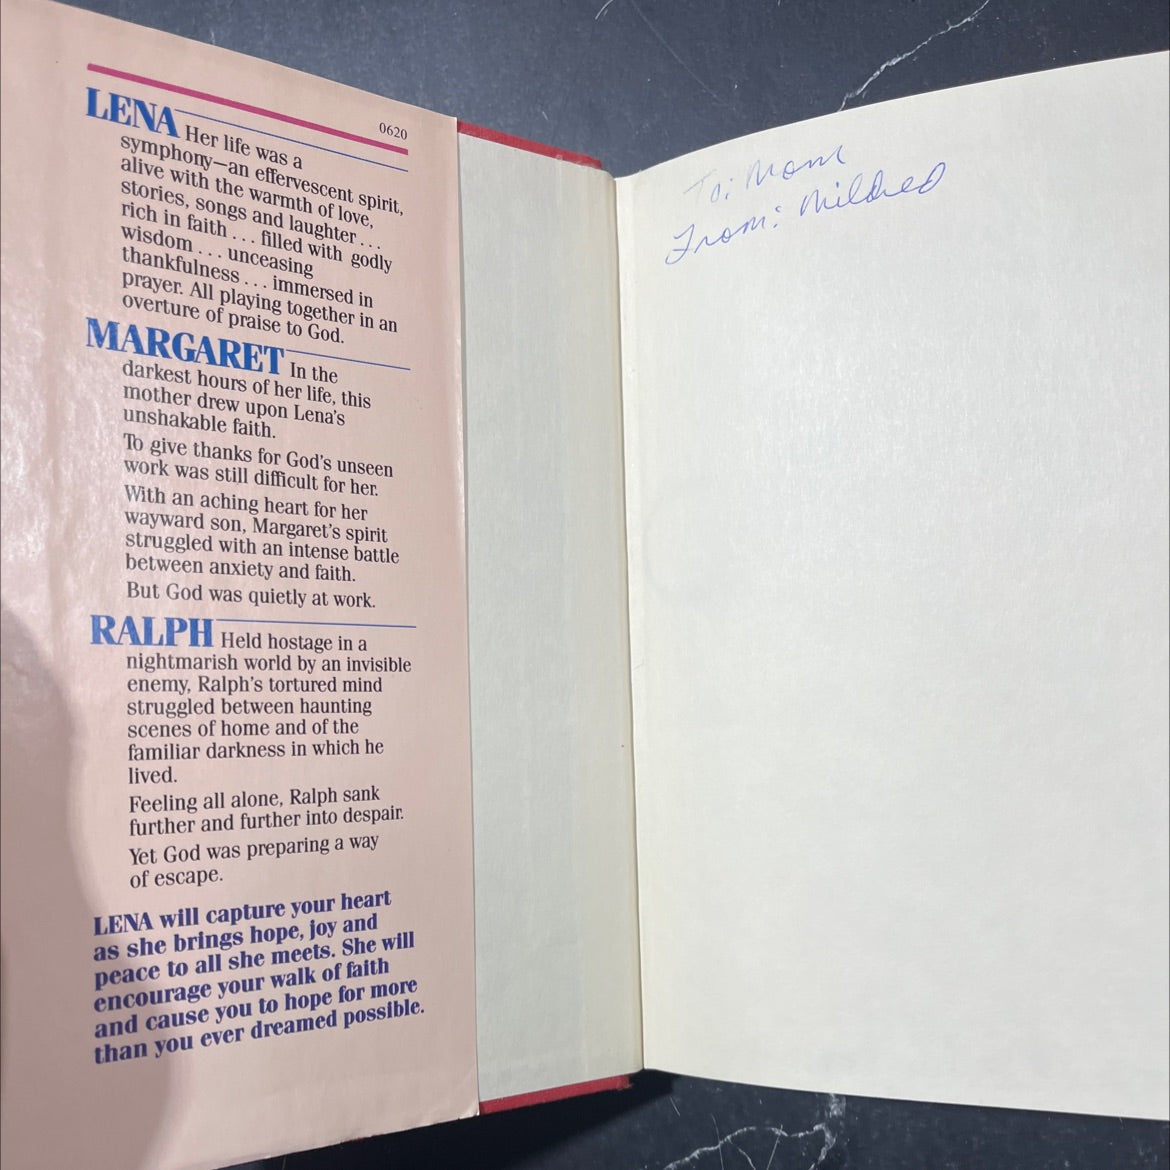 0620
LENA Her life was a
symphony—an effervescent spirit,
alive with the warmth of love,
stories, songs and laughter . . .
rich in faith . . . filled with godly
wisdom . . . unceasing
thankfulness . . . immersed in
prayer. All playing together in an
overture of praise to God.
MARGARET In the
darkest hours of her life, this
mother drew upon Lena's
unshakable faith.
To give thanks for God's unseen
work was still difficult for her.
With an aching heart for her
wayward son, Margaret's spirit
struggled with an intense battle
between anxiety and faith.
But God was quietly at work.
RALPH Held hostage in a
nightmarish world by an invisible
enemy, Ralph's tortured mind
struggled between haunting
scenes of home and of the
familiar darkness in which he
lived.
Feeling all alone, Ralph sank
further and further into despair.
Yet God was preparing a way
of escape.
LENA will capture your heart
as she brings hope, joy and
peace to all she meets. She will
encourage your walk of faith
and cause you to hope for more
than you ever dreamed possible.
To: Mom
From: Mildred